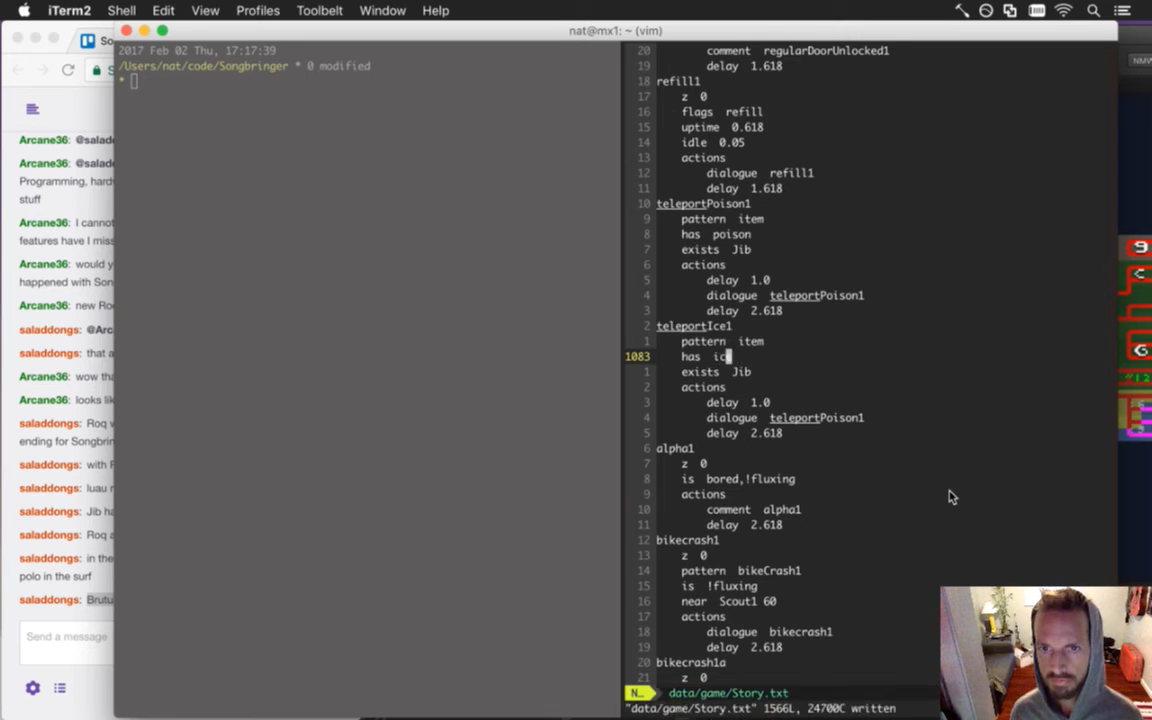 iTerm2 Shell Edit View Profiles Toolbelt Window Help
nat@mx1: ~ (vim)
So
NMW
Arcane36: @salad
Arcane36: @salad
Programming, hard
stuff
Arcane36: I cannot
features have I miss
Arcane36: would y
happened with Son
Arcane36: new Ro
saladdongs: @Arc
saladdongs: that a
Arcane36: wow tha
Arcane36: looks lik
saladdongs: Roq w
ending for Songbrin
saladdongs: with F
saladdongs: luau n
saladdongs: Jib ha
saladdongs: Roq a
saladdongs: in the
polo in the surf
saladdongs: Brutu
Send a message
2017 Feb 02 Thu, 17:17:39
/Users/nat/code/Songbringer * 0 modified
*
20 comment regularDoorUnlocked1
19 delay 1.618
18 refill1
17 z 0
16 flags refill
15 uptime 0.618
14 idle 0.05
13 actions
12 dialogue refill1
11 delay 1.618
10 teleportPoison1
9 pattern item
8 has poison
7 exists Jib
6 actions
5 delay 1.0
4 dialogue teleportPoison1
3 delay 2.618
2 teleportIce1
1 pattern item
1083 has ice
1 exists Jib
2 actions
3 delay 1.0
4 dialogue teleportPoison1
5 delay 2.618
6 alpha1
7 z 0
8 is bored,!fluxing
9 actions
10 comment alpha1
11 delay 2.618
12 bikecrash1
13 z 0
14 pattern bikeCrash1
15 is !fluxing
16 near Scout1 60
17 actions
18 dialogue bikecrash1
19 delay 2.618
20 bikecrash1a
21 z 0
N… data/game/Story.txt
"data/game/Story.txt" 1566L, 24700C written
9
C
G